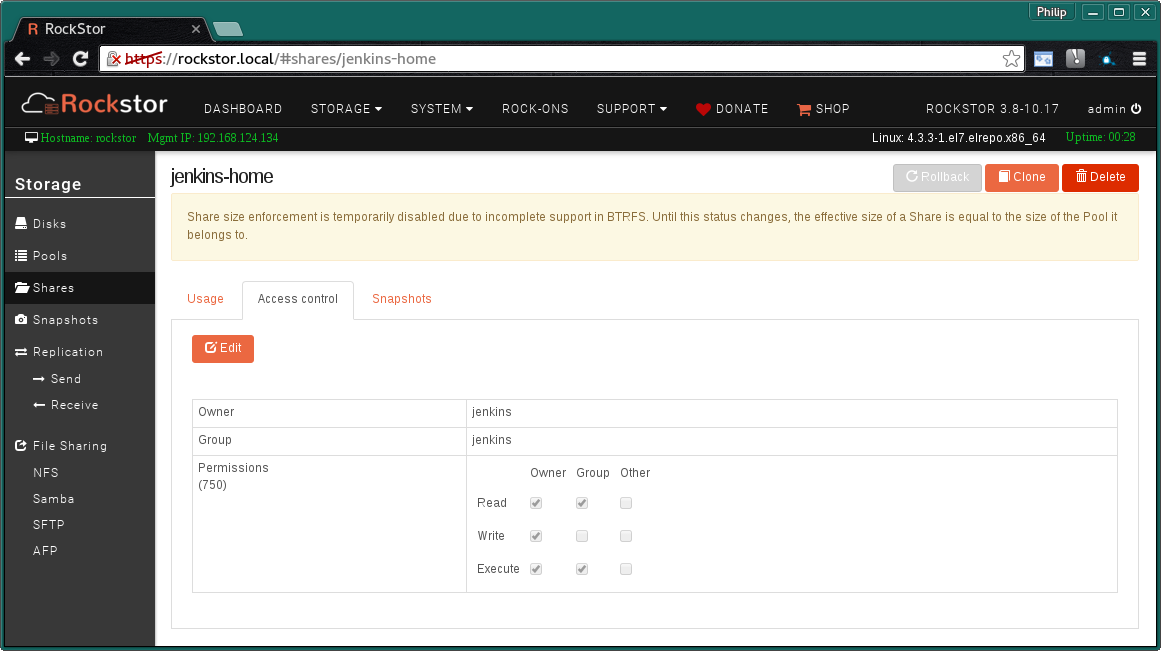 Philip
R RockStor
https://rockstor.local/#shares/jenkins-home
Rockstor DASHBOARD STORAGE SYSTEM ROCK-ONS SUPPORT DONATE SHOP ROCKSTOR 3.8-10.17 admin
Hostname: rockstor Mgmt IP: 192.168.124.134 Linux: 4.3.3-1.el7.elrepo.x86_64 Uptime: 00:28
Storage
Disks
Pools
Shares
Snapshots
Replication
Send
Receive
File Sharing
NFS
Samba
SFTP
AFP
jenkins-home Rollback Clone Delete
Share size enforcement is temporarily disabled due to incomplete support in BTRFS. Until this status changes, the effective size of a Share is equal to the size of the Pool it
belongs to.
Usage Access control Snapshots
Edit
Owner jenkins
Group jenkins
Permissions
(750)
Owner Group Other
Read
Write
Execute